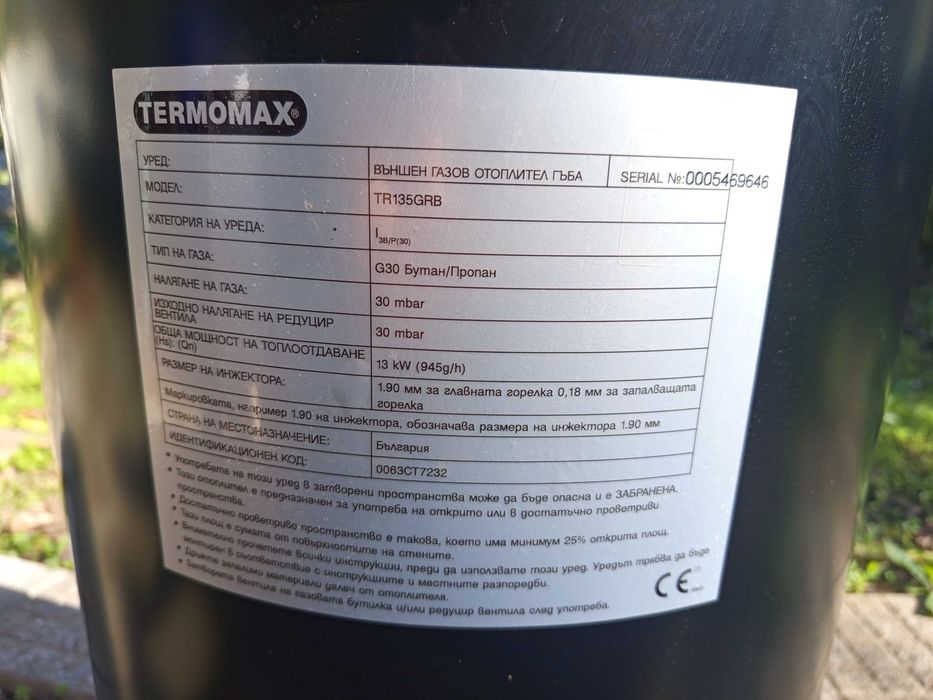 TERMOMAX®
УРЕД: ВЪНШЕН ГАЗОВ ОТОПЛИТЕЛ ГЪБА SERIAL №:0005469646
МОДЕЛ: TR135GRB
КАТЕГОРИЯ НА УРЕДА: I3B/P(30)
ТИП НА ГАЗА: G30 Бутан/Пропан
НАЛЯГАНЕ НА ГАЗА: 30 mbar
ИЗХОДНО НАЛЯГАНЕ НА РЕДУЦИР
ВЕНТИЛА 30 mbar
ОБЩА МОЩНОСТ НА ТОПЛООТДАВАНЕ
(Hs): (Qn) 13 kW (945g/h)
РАЗМЕР НА ИНЖЕКТОРА: 1.90 мм за главната горелка 0,18 мм за запалващата
горелка
Маркировката, например 1.90 на инжектора, обозначава размера на инжектора 1.90 мм
СТРАНА НА МЕСТОНАЗНАЧЕНИЕ: България
ИДЕНТИФИКАЦИОНЕН КОД: 0063CT7232
• Употребата на този уред в затворени пространства може да бъде опасна и е ЗАБРАНЕНА.
• Този отоплител е предназначен за употреба на открито или в достатъчно проветриви
пространства.
• Достатъчно проветриво пространство е такова, което има минимум 25% открита площ.
• Тази площ е сумата от повърхностите на стените.
• Внимателно прочетете всички инструкции, преди да използвате този уред. Уредът трябва да бъде
монтиран в съответствие с инструкциите и местните разпоредби.
• Дръжте запалими материали далеч от отоплителя.
• Затворете вентила на газовата бутилка и/или редуцир вентила след употреба.
CE